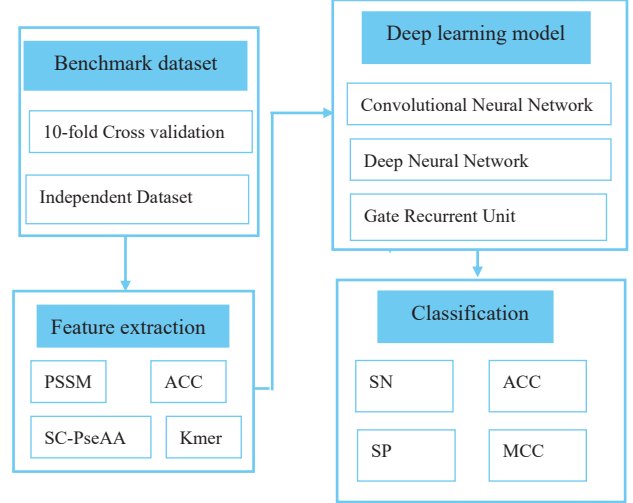 Benchmark dataset
10-fold Cross validation
Independent Dataset
Feature extraction
PSSM
ACC
SC-PseAA
Kmer
Deep learning model
Convolutional Neural Network
Deep Neural Network
Gate Recurrent Unit
Classification
SN
ACC
SP
MCC